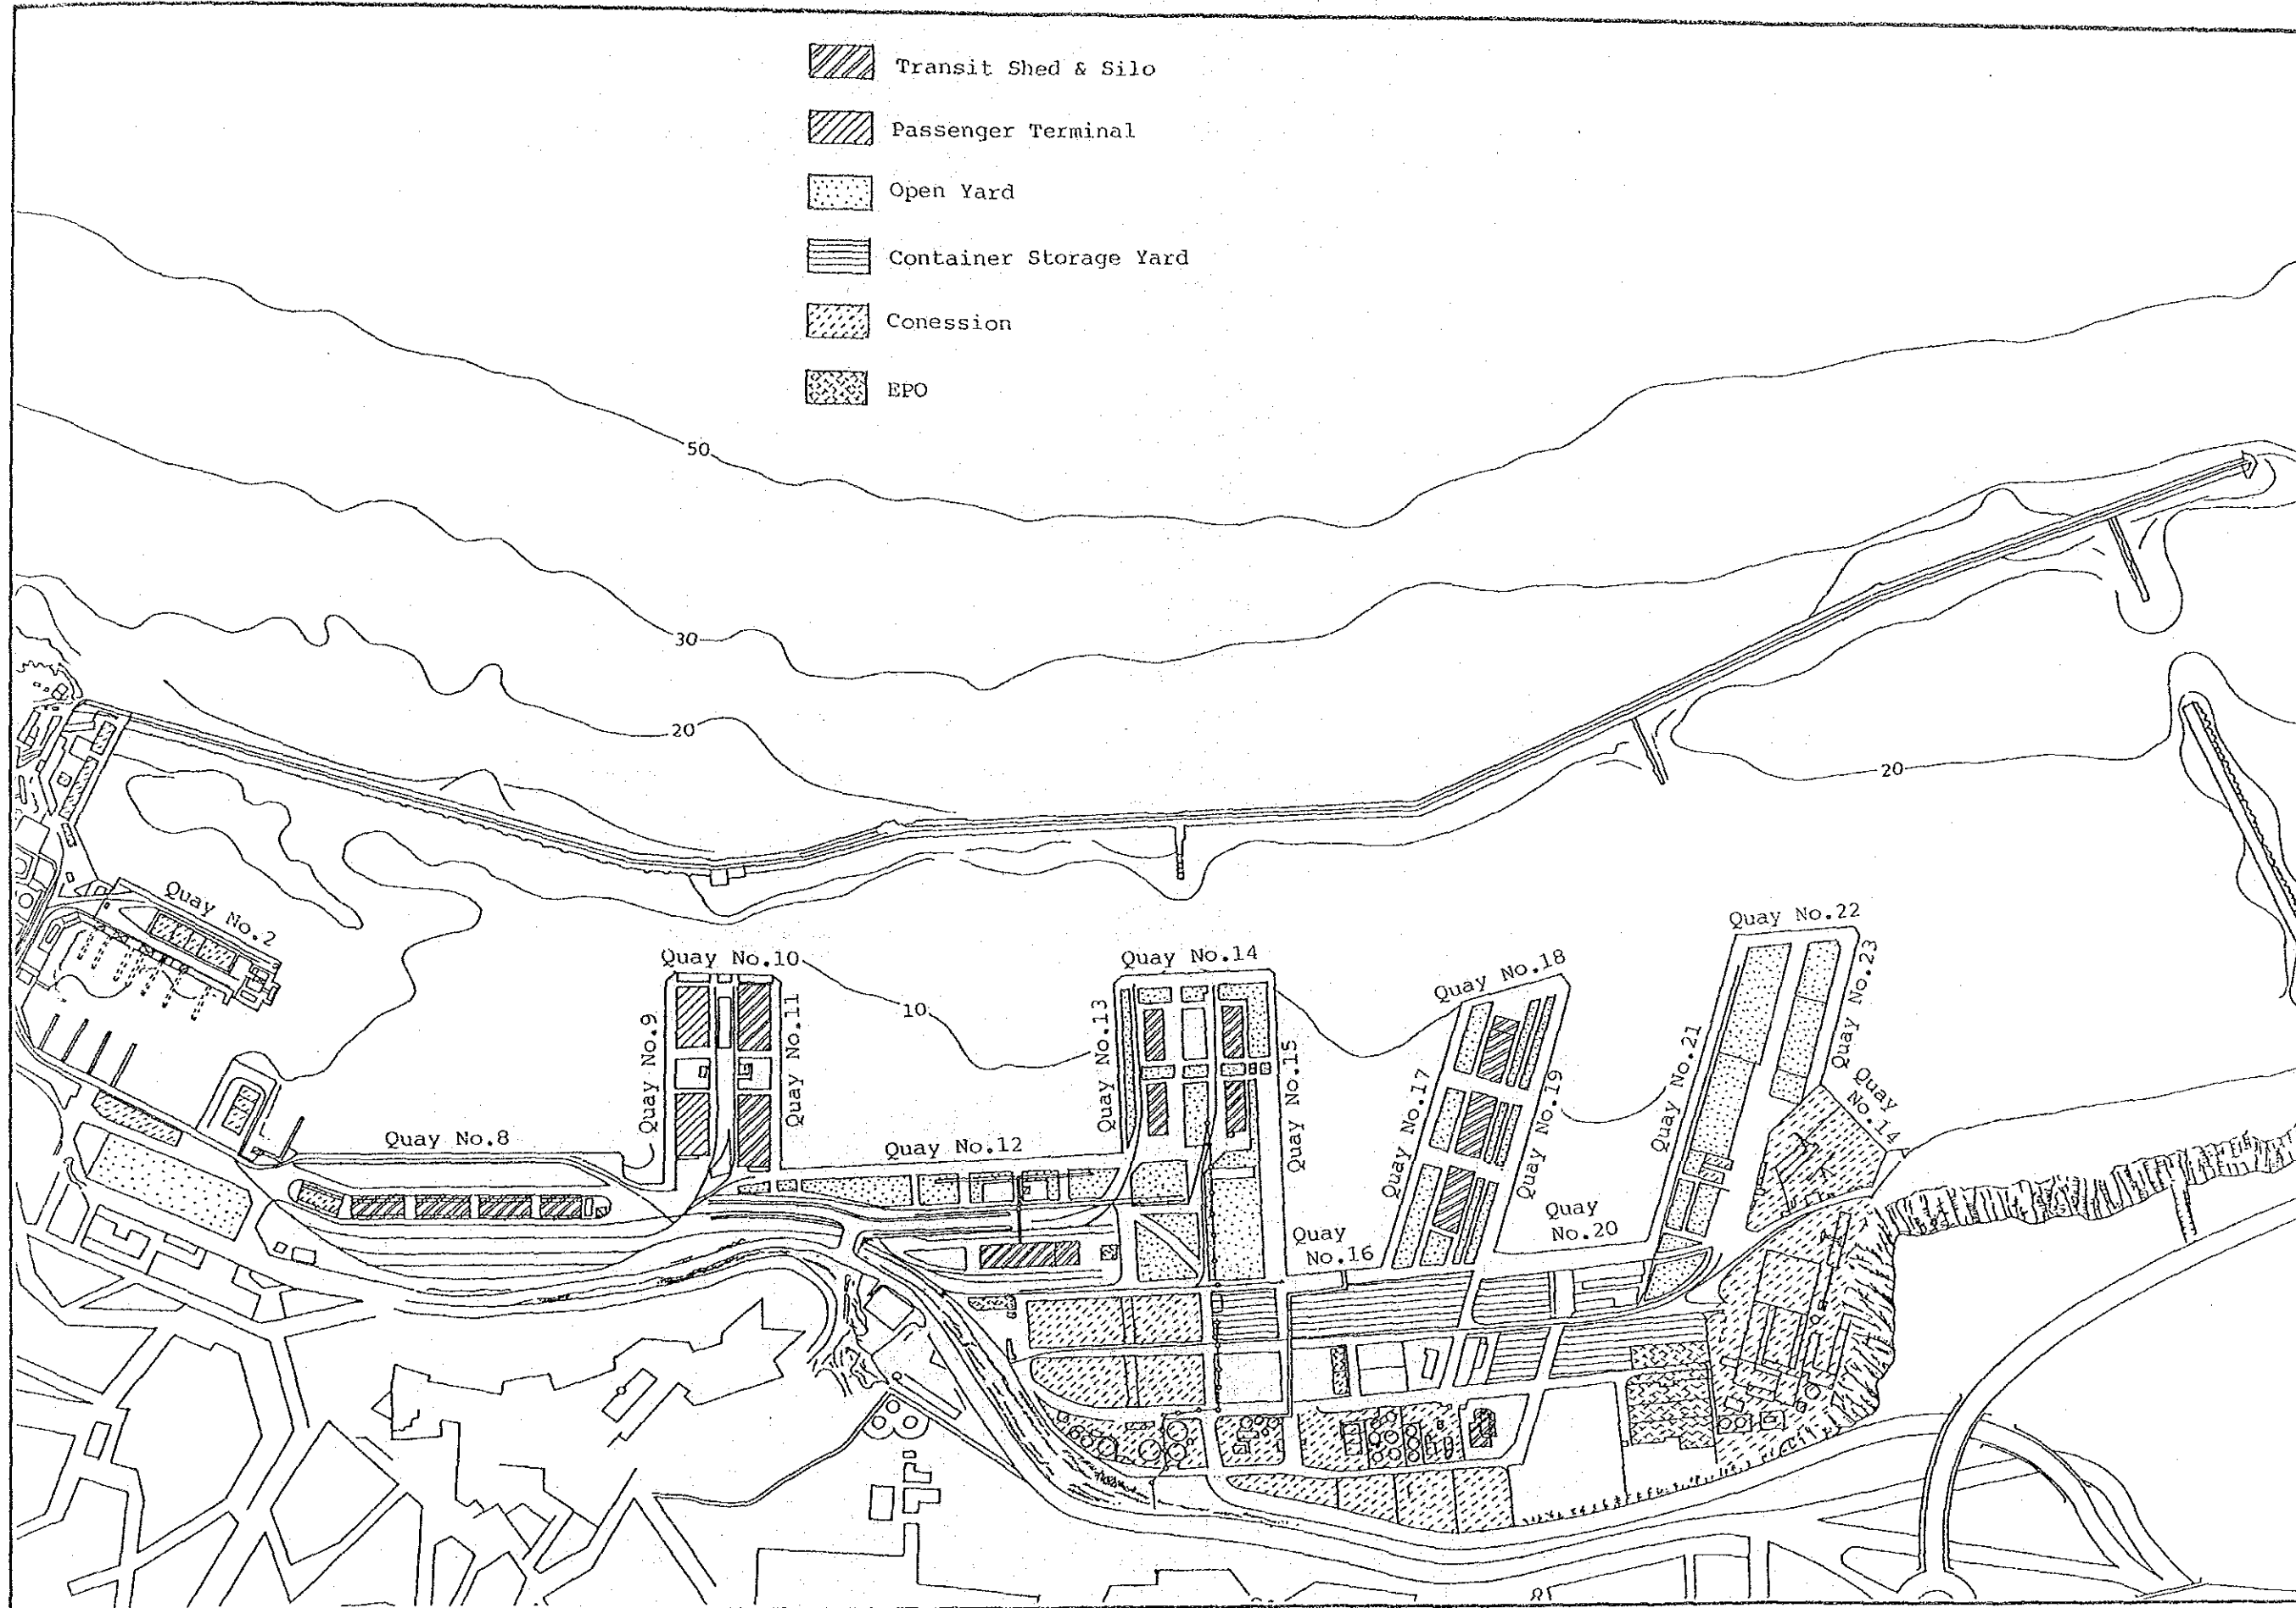 Transit Shed & Silo
Passenger Terminal
Open Yard
Container Storage Yard
Conession
EPO
50
30
20
20
Quay No.2
10
Quay No.8
Quay No.9
Quay No.10
Quay No.11
Quay No.12
Quay No.13
Quay No.14
Quay No.15
Quay
No.16
Quay No.17
Quay No.18
Quay No.19
Quay
No.20
Quay No.21
Quay No.22
Quay No.23
Quay
No.14